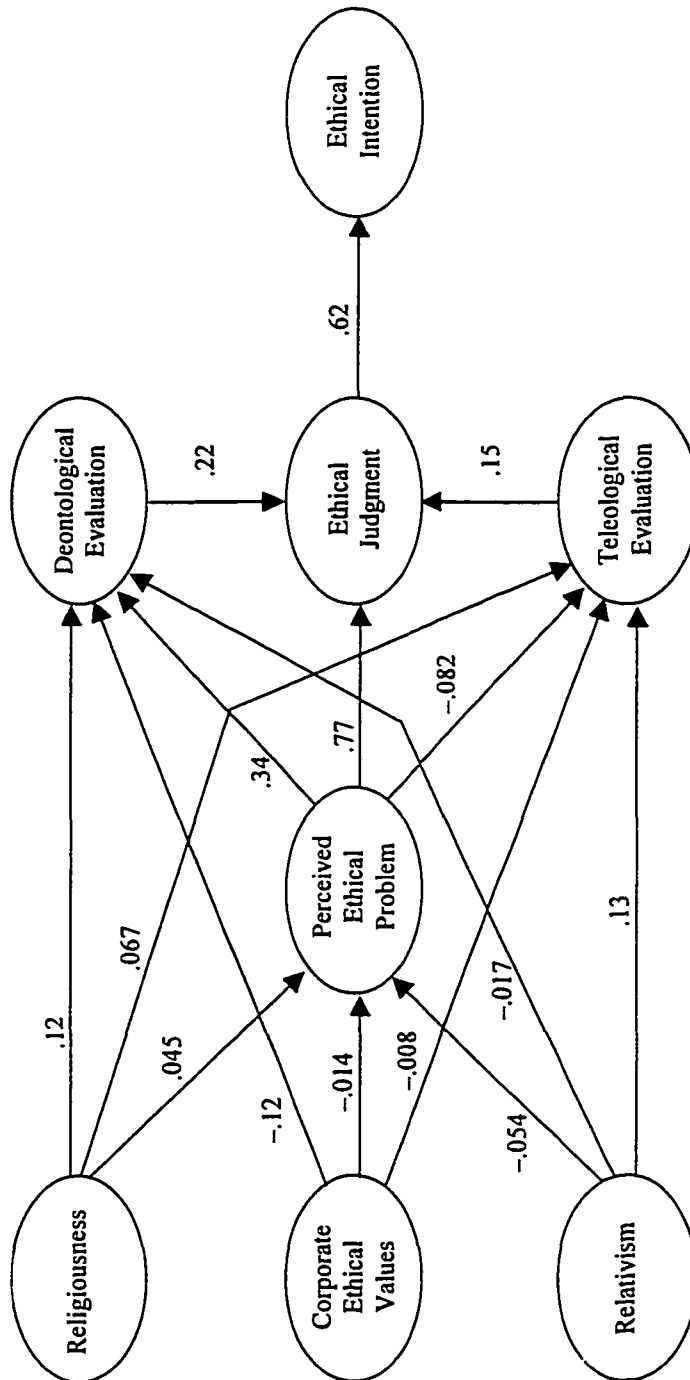 Religiousness
Corporate
Ethical
Values
Relativism
.12
.067
.045
–.12
–.014
–.008
–.054
–.017
.13
Perceived
Ethical
Problem
.34
.77
–.082
Deontological
Evaluation
.22
Ethical
Judgment
.15
Teleological
Evaluation
.62
Ethical
Intention